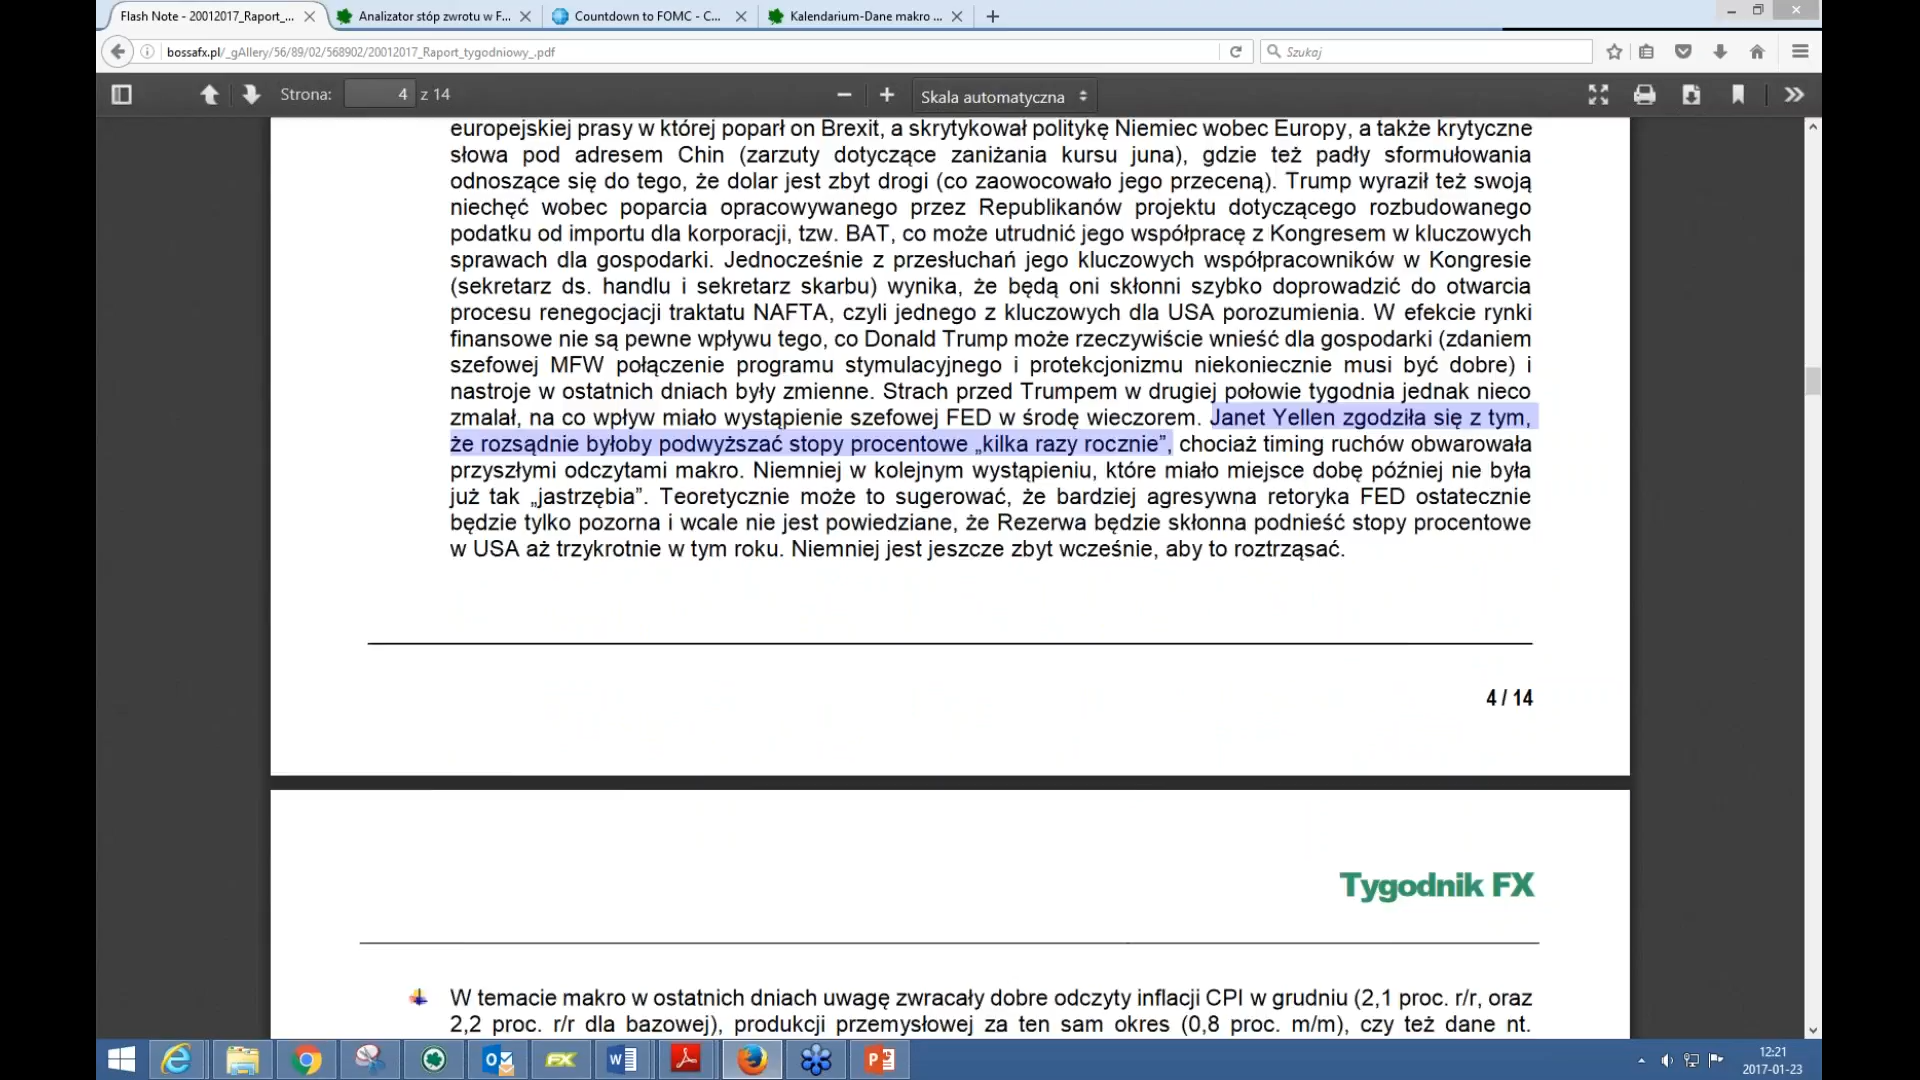 Flash Note - 20012017_Raport_...
Analizator stóp zwrotu w F...
Countdown to FOMC - C...
Kalendarium-Dane makro ...
bossafx.pl/_gAllery/56/89/02/568902/20012017_Raport_tygodniowy_.pdf
Szukaj
Strona: 4 z 14
Skala automatyczna
europejskiej prasy w której poparł on Brexit, a skrytykował politykę Niemiec wobec Europy, a także krytyczne
słowa pod adresem Chin (zarzuty dotyczące zaniżania kursu juna), gdzie też padły sformułowania
odnoszące się do tego, że dolar jest zbyt drogi (co zaowocowało jego przeceną). Trump wyraził też swoją
niechęć wobec poparcia opracowywanego przez Republikanów projektu dotyczącego rozbudowanego
podatku od importu dla korporacji, tzw. BAT, co może utrudnić jego współpracę z Kongresem w kluczowych
sprawach dla gospodarki. Jednocześnie z przesłuchań jego kluczowych współpracowników w Kongresie
(sekretarz ds. handlu i sekretarz skarbu) wynika, że będą oni skłonni szybko doprowadzić do otwarcia
procesu renegocjacji traktatu NAFTA, czyli jednego z kluczowych dla USA porozumienia. W efekcie rynki
finansowe nie są pewne wpływu tego, co Donald Trump może rzeczywiście wnieść dla gospodarki (zdaniem
szefowej MFW połączenie programu stymulacyjnego i protekcjonizmu niekoniecznie musi być dobre) i
nastroje w ostatnich dniach były zmienne. Strach przed Trumpem w drugiej połowie tygodnia jednak nieco
zmalał, na co wpływ miało wystąpienie szefowej FED w środę wieczorem. Janet Yellen zgodziła się z tym,
że rozsądnie byłoby podwyższać stopy procentowe „kilka razy rocznie”, chociaż timing ruchów obwarowała
przyszłymi odczytami makro. Niemniej w kolejnym wystąpieniu, które miało miejsce dobę później nie była
już tak „jastrzębia”. Teoretycznie może to sugerować, że bardziej agresywna retoryka FED ostatecznie
będzie tylko pozorna i wcale nie jest powiedziane, że Rezerwa będzie skłonna podnieść stopy procentowe
w USA aż trzykrotnie w tym roku. Niemniej jest jeszcze zbyt wcześnie, aby to roztrząsać.
4 / 14
Tygodnik FX
W temacie makro w ostatnich dniach uwagę zwracały dobre odczyty inflacji CPI w grudniu (2,1 proc. r/r, oraz
2,2 proc. r/r dla bazowej), produkcji przemysłowej za ten sam okres (0,8 proc. m/m), czy też dane nt.
FX
12:21
2017-01-23